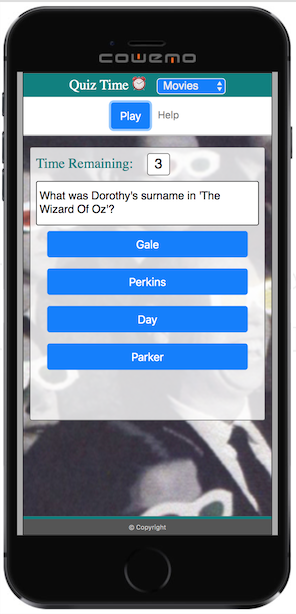 COWEMO
Quiz Time ⏰ Movies
Play Help
Time Remaining: 3
What was Dorothy's surname in 'The
Wizard Of Oz'?
Gale
Perkins
Day
Parker
© Copyright